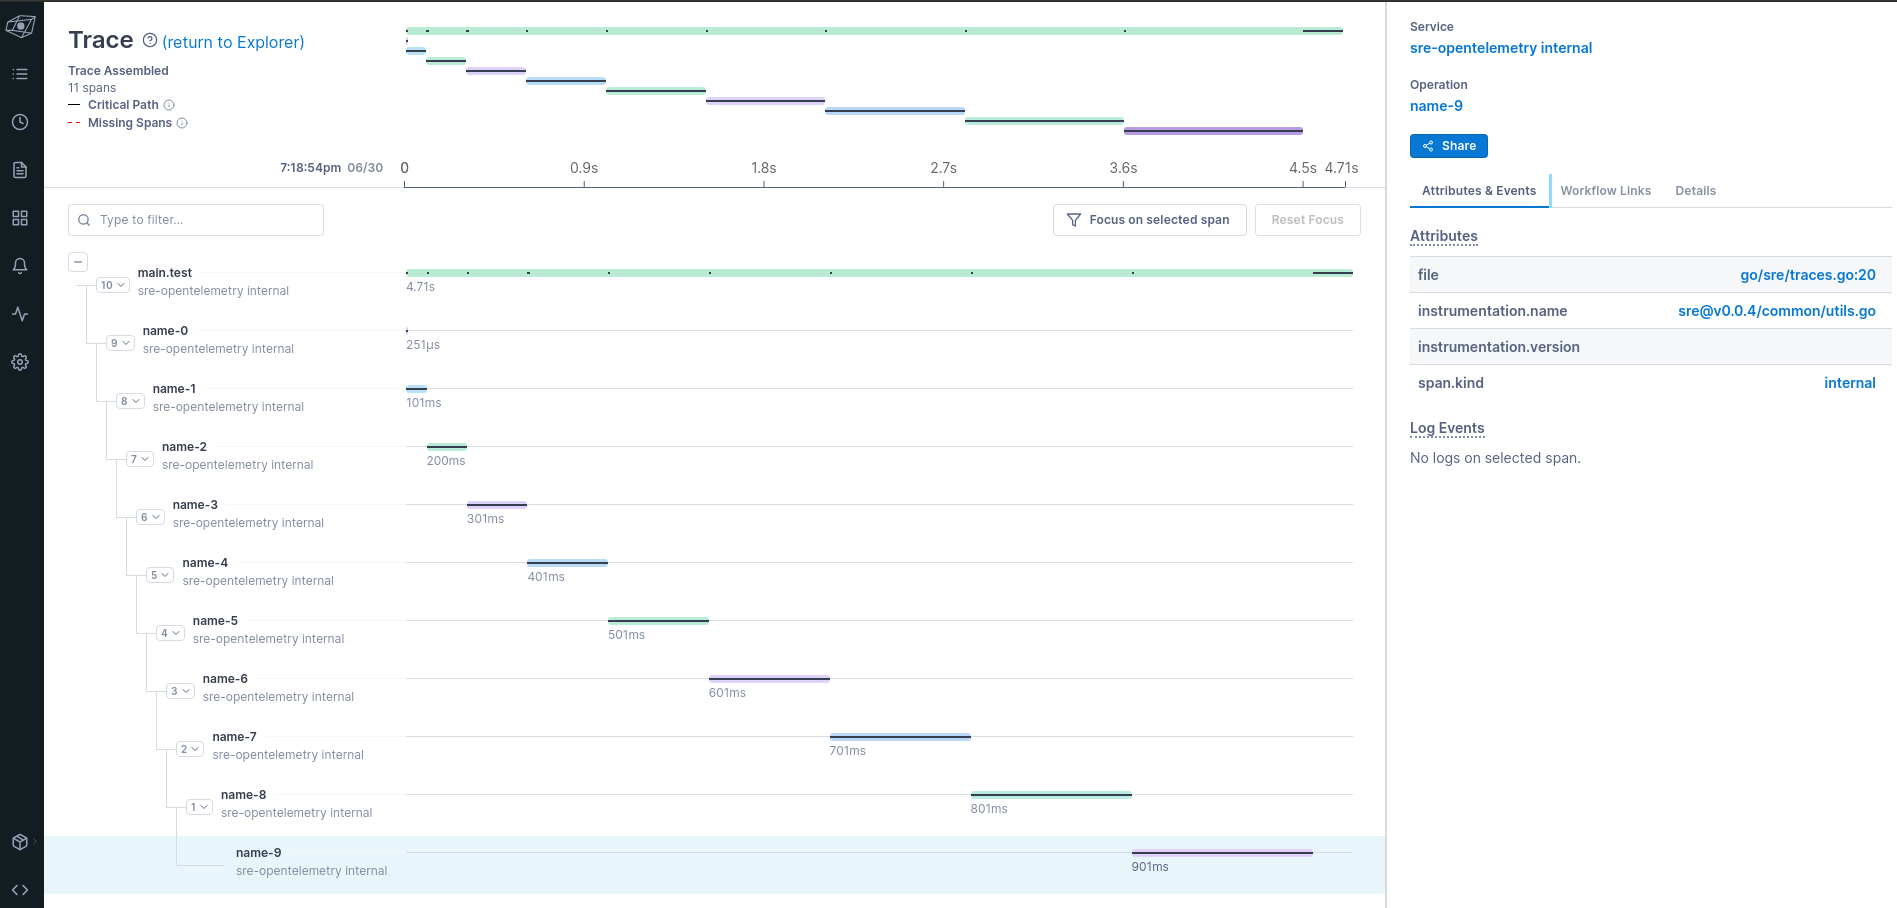 Trace (return to Explorer)
Trace Assembled
11 spans
Critical Path
Missing Spans
7:18:54pm 06/30 0 0.9s 1.8s 2.7s 3.6s 4.5s 4.71s
Type to filter...
Focus on selected span
Reset Focus
main.test
10
sre-opentelemetry internal
4.71s
name-0
9
sre-opentelemetry internal
251µs
name-1
8
sre-opentelemetry internal
101ms
name-2
7
sre-opentelemetry internal
200ms
name-3
6
sre-opentelemetry internal
301ms
name-4
5
sre-opentelemetry internal
401ms
name-5
4
sre-opentelemetry internal
501ms
name-6
3
sre-opentelemetry internal
601ms
name-7
2
sre-opentelemetry internal
701ms
name-8
1
sre-opentelemetry internal
801ms
name-9
sre-opentelemetry internal
901ms
Service
sre-opentelemetry internal
Operation
name-9
Share
Attributes & Events Workflow Links Details
Attributes
file go/sre/traces.go:20
instrumentation.name sre@v0.0.4/common/utils.go
instrumentation.version
span.kind internal
Log Events
No logs on selected span.